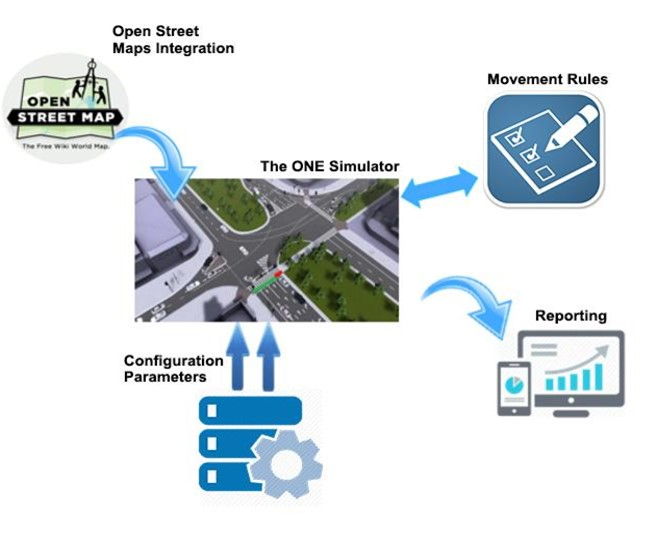 Open Street
Maps Integration
OPEN
STREET MAP
The Free Wiki World Map.
Movement Rules
The ONE Simulator
Reporting
Configuration
Parameters